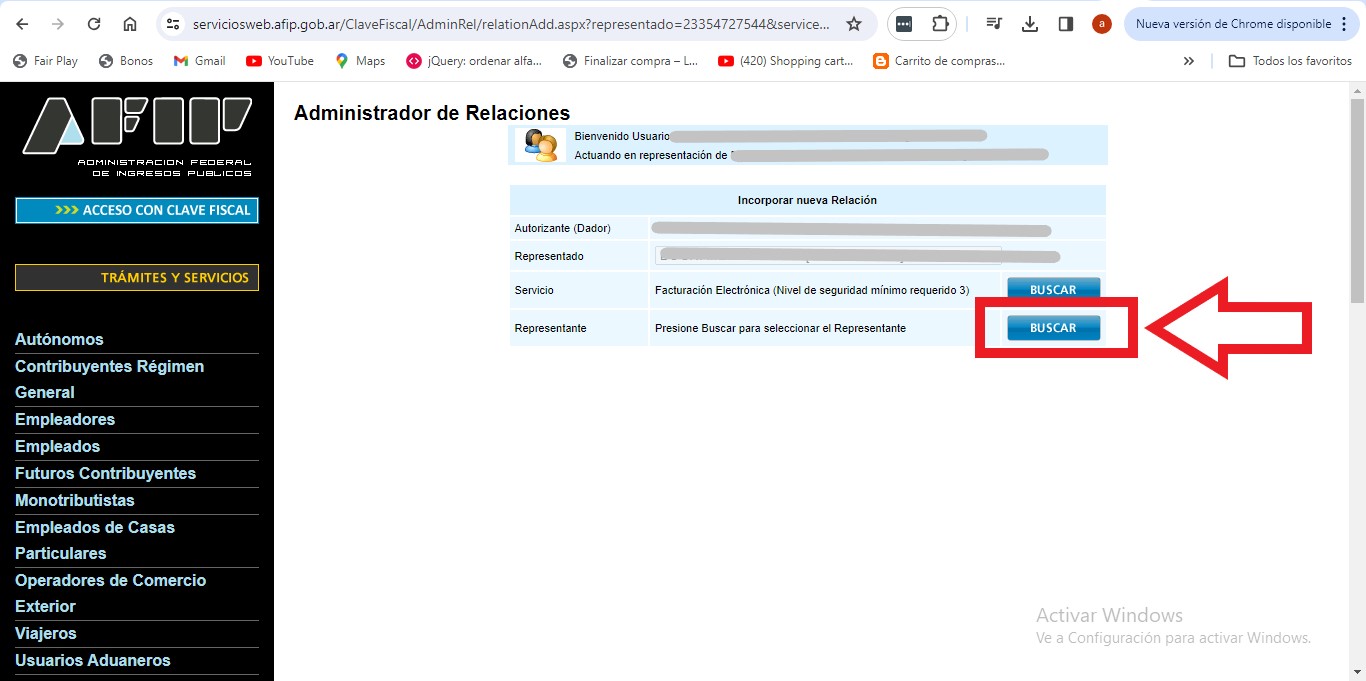 serviciosweb.afip.gob.ar/ClaveFiscal/AdminRel/relationAdd.aspx?representado=23354727544&service...
a
Nueva versión de Chrome disponible
Fair Play
Bonos
Gmail
YouTube
Maps
jQuery: ordenar alfa...
Finalizar compra – L...
(420) Shopping cart...
Carrito de compras...
»
Todos los favoritos
AFIP
ADMINISTRACION FEDERAL
DE INGRESOS PUBLICOS
>>> ACCESO CON CLAVE FISCAL
TRÁMITES Y SERVICIOS
Autónomos
Contribuyentes Régimen
General
Empleadores
Empleados
Futuros Contribuyentes
Monotributistas
Empleados de Casas
Particulares
Operadores de Comercio
Exterior
Viajeros
Usuarios Aduaneros
Administrador de Relaciones
Bienvenido Usuario
Actuando en representación de
Incorporar nueva Relación
Autorizante (Dador)
Representado
Servicio
Facturación Electrónica (Nivel de seguridad mínimo requerido 3)
BUSCAR
Representante
Presione Buscar para seleccionar el Representante
BUSCAR
Activar Windows
Ve a Configuración para activar Windows.